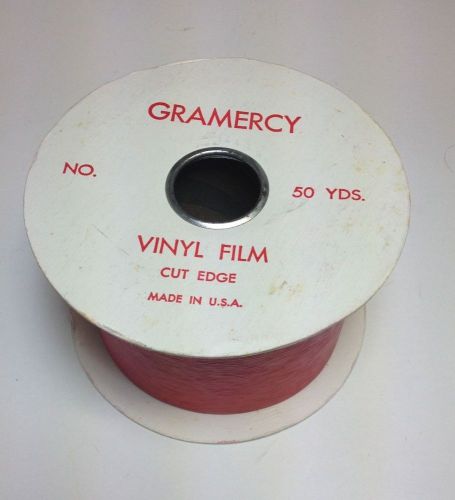 GRAMERCY
NO.
50 YDS.
VINYL FILM
CUT EDGE
MADE IN U.S.A.